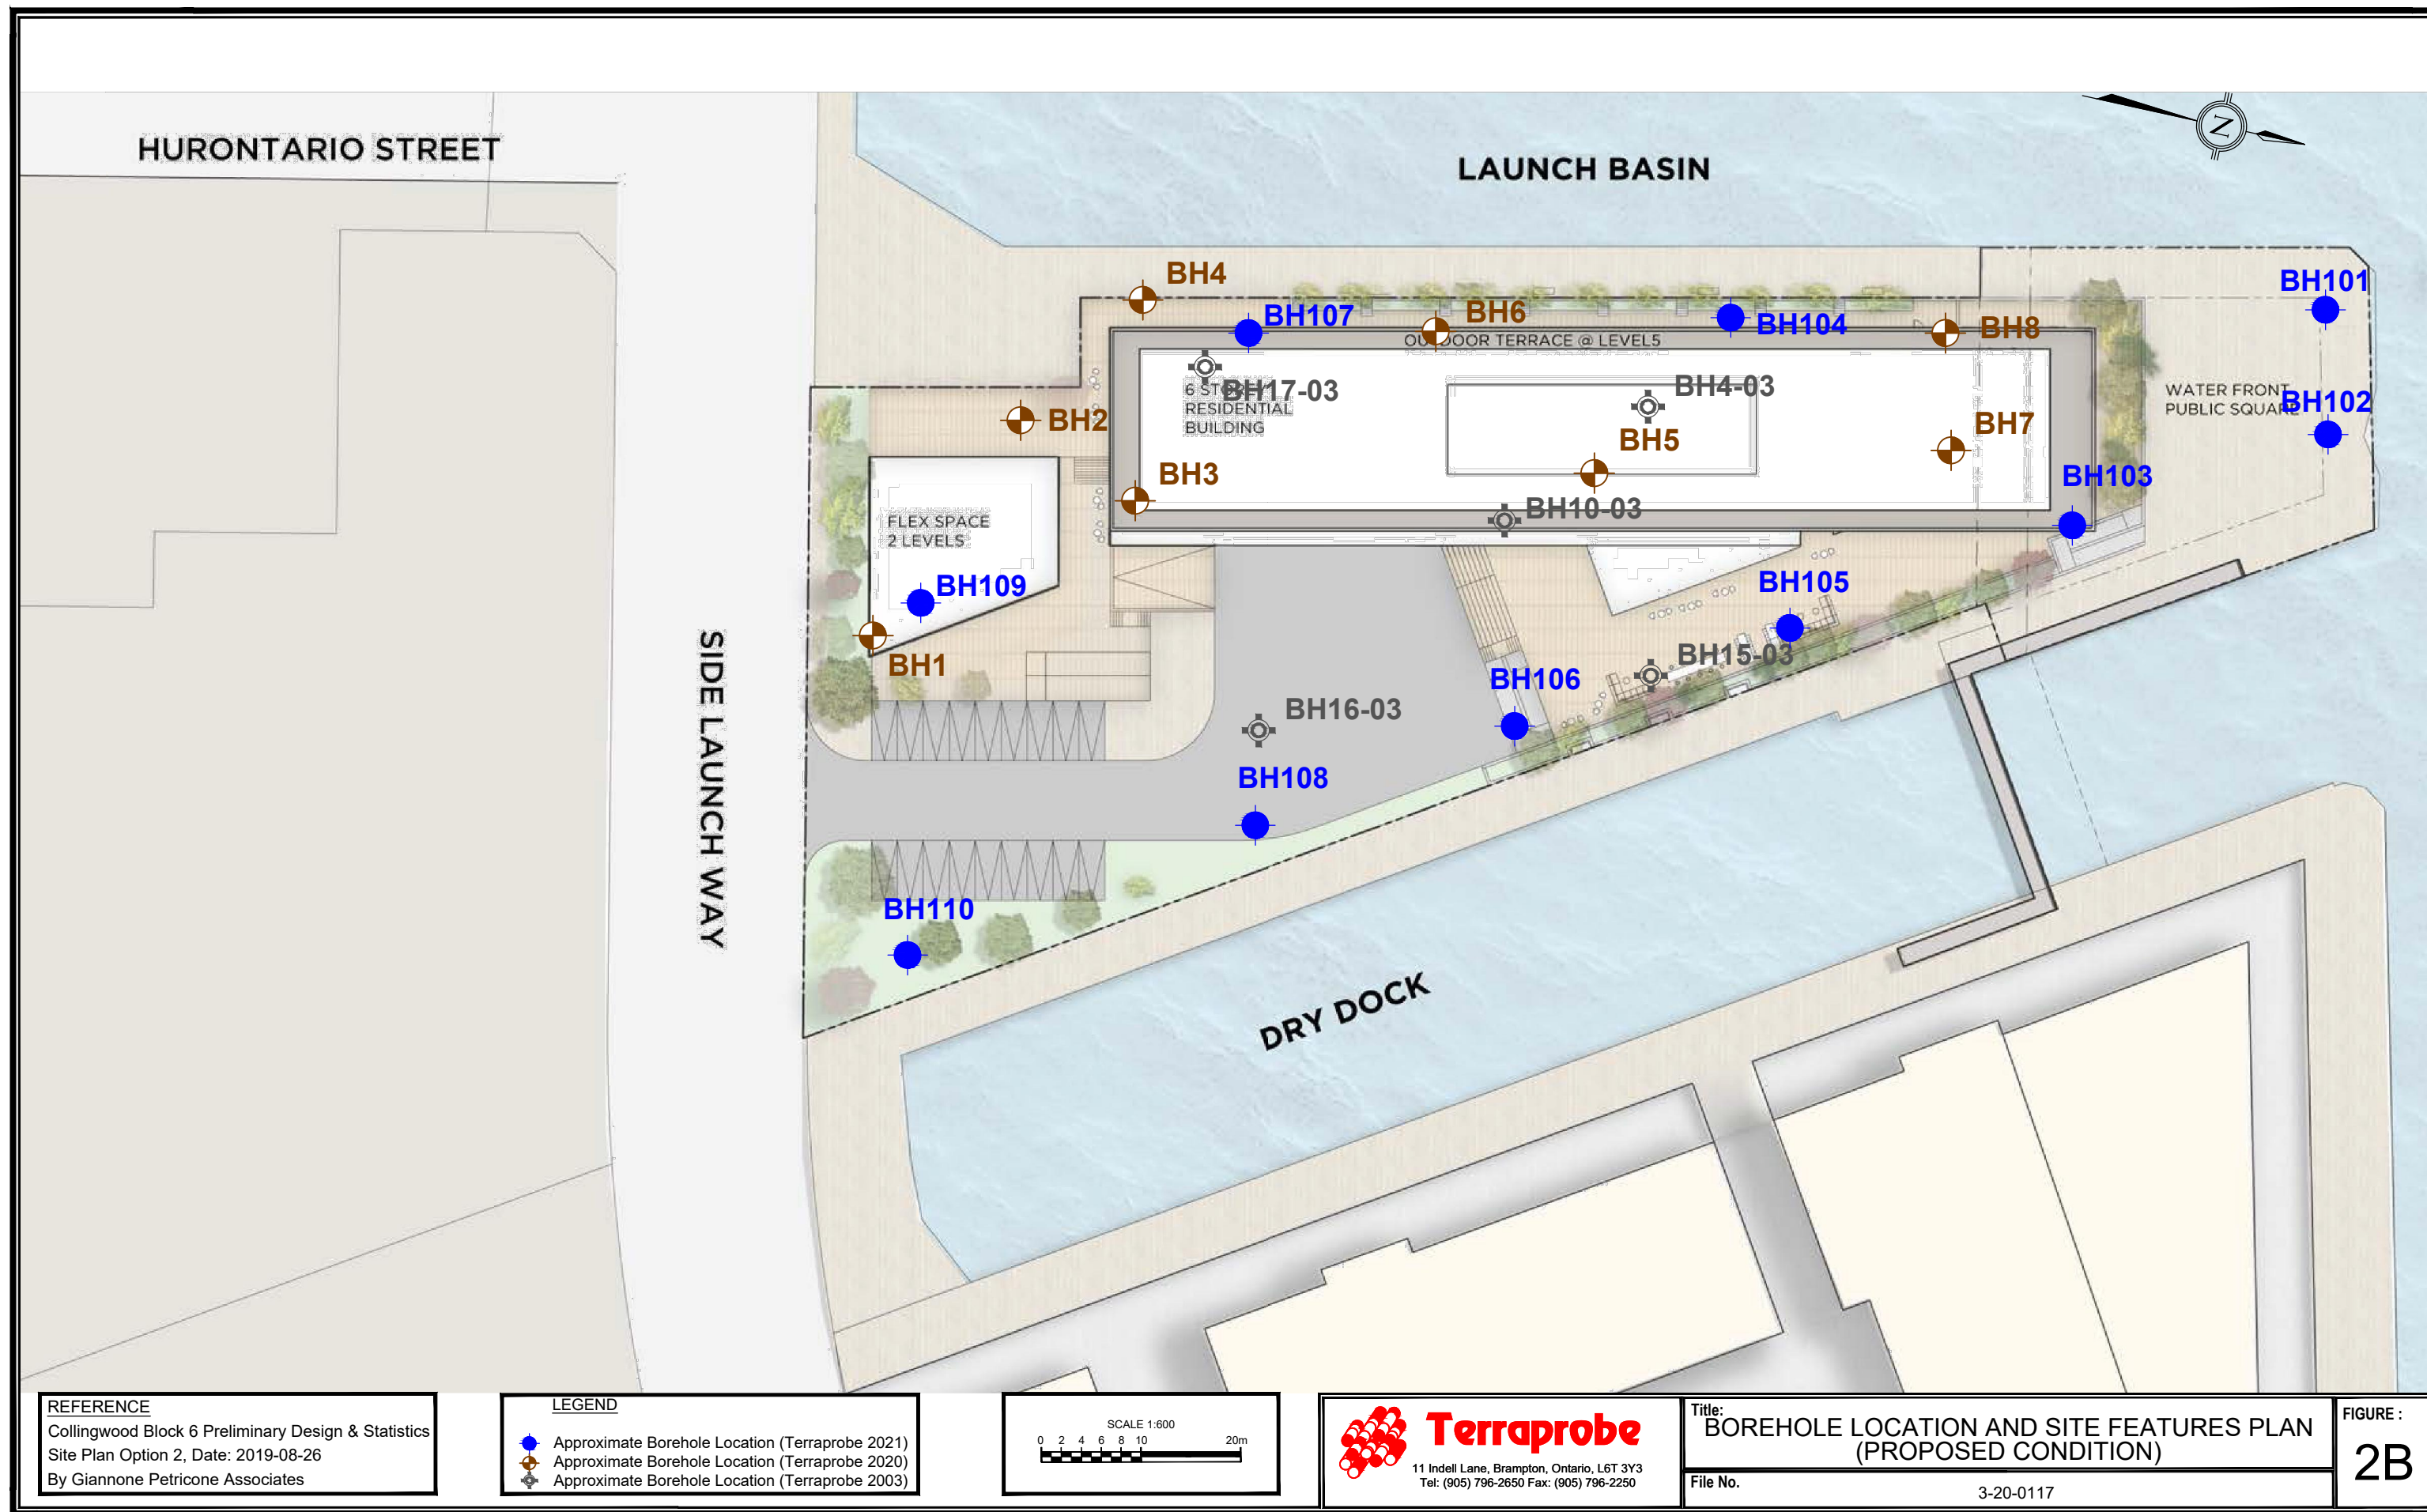 HURONTARIO STREET
LAUNCH BASIN
N
BH4
BH107
BH6
BH104
BH8
BH101
OUTDOOR TERRACE @ LEVEL5
BH17-03
6 STOREY
RESIDENTIAL
BUILDING
BH4-03
WATER FRONT
PUBLIC SQUARE
BH102
BH2
BH5
BH7
BH3
BH103
BH10-03
FLEX SPACE
2 LEVELS
BH109
BH105
BH1
BH15-03
BH106
BH16-03
BH108
SIDE LAUNCH WAY
BH110
DRY DOCK
REFERENCE
Collingwood Block 6 Preliminary Design & Statistics
Site Plan Option 2, Date: 2019-08-26
By Giannone Petricone Associates
LEGEND
Approximate Borehole Location (Terraprobe 2021)
Approximate Borehole Location (Terraprobe 2020)
Approximate Borehole Location (Terraprobe 2003)
SCALE 1:600
0 2 4 6 8 10 20m
Terraprobe
11 Indell Lane, Brampton, Ontario, L6T 3Y3
Tel: (905) 796-2650 Fax: (905) 796-2250
Title:
BOREHOLE LOCATION AND SITE FEATURES PLAN
(PROPOSED CONDITION)
File No.
3-20-0117
FIGURE :
2B